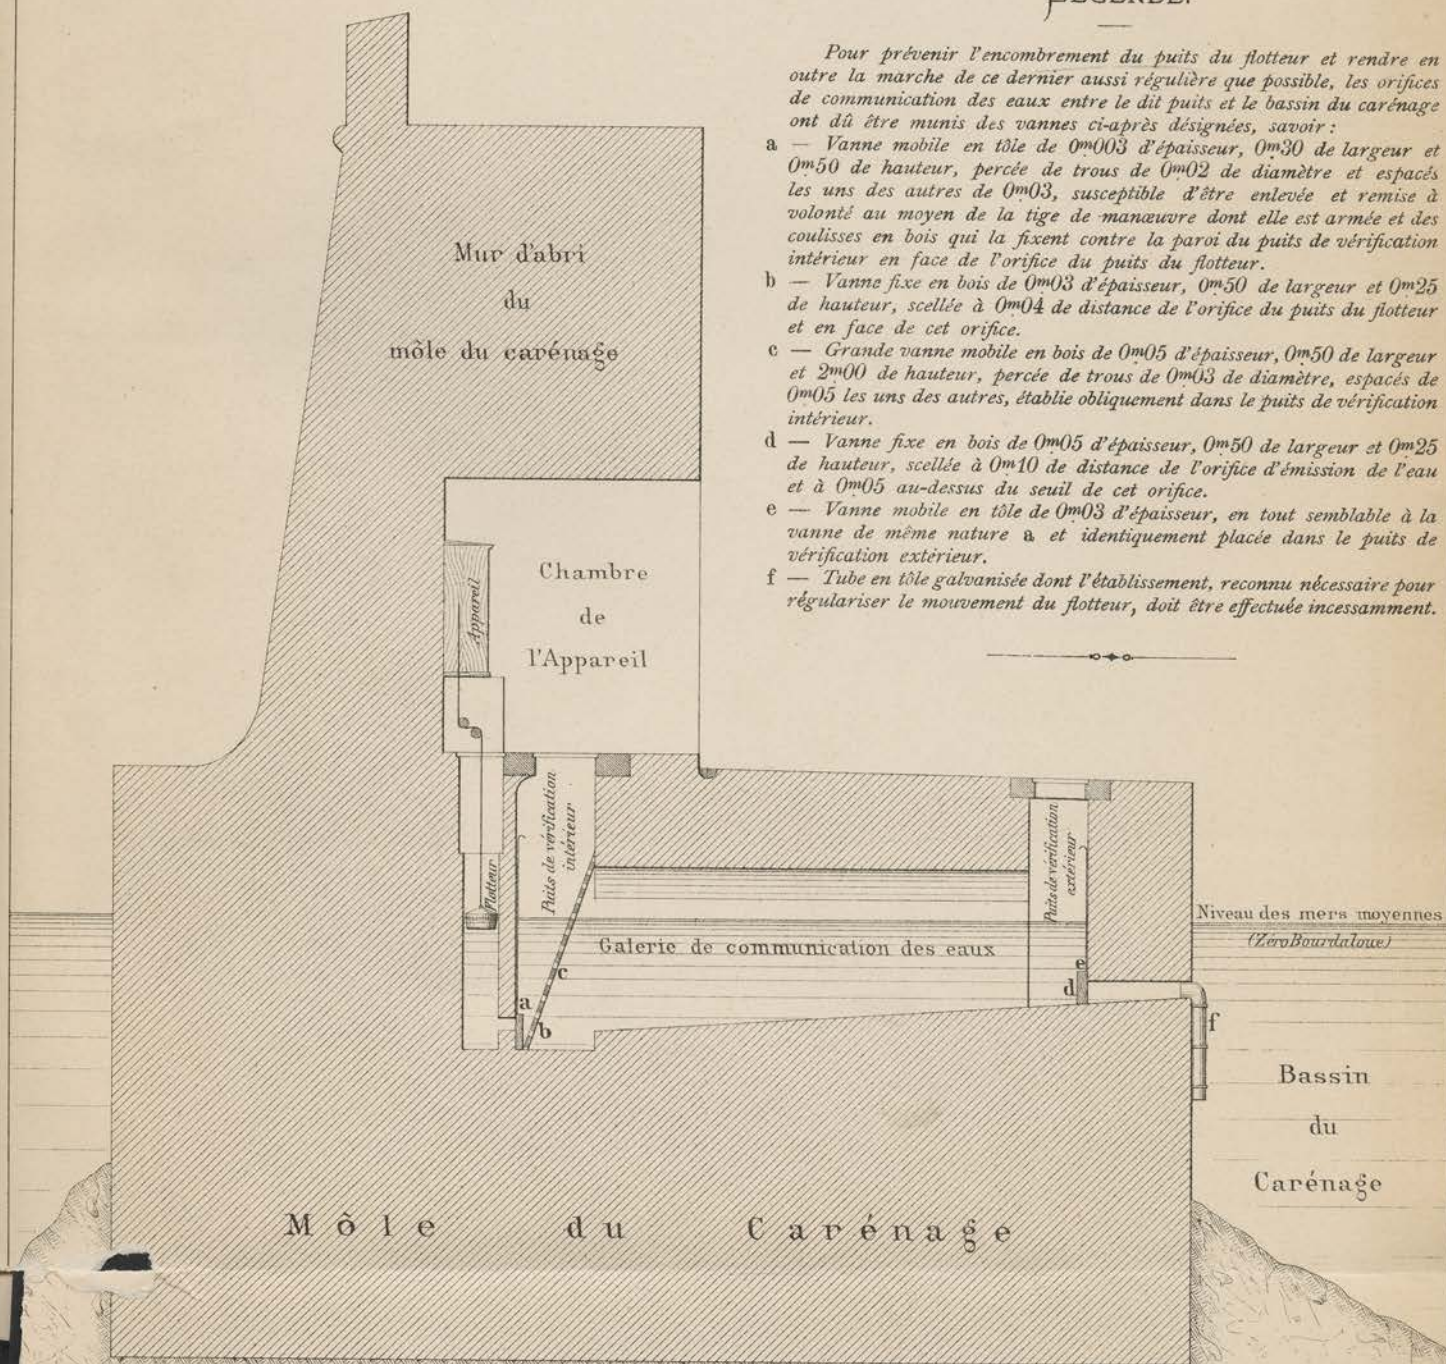 LÉGENDE.
Pour prévenir l'encombrement du puits du flotteur et rendre en
outre la marche de ce dernier aussi régulière que possible, les orifices
de communication des eaux entre le dit puits et le bassin du carénage
ont dû être munis des vannes ci-après désignées, savoir :
a — Vanne mobile en tôle de 0m003 d'épaisseur, 0m30 de largeur et
0m50 de hauteur, percée de trous de 0m02 de diamètre et espacés
les uns des autres de 0m03, susceptible d'être enlevée et remise à
volonté au moyen de la tige de manœuvre dont elle est armée et des
coulisses en bois qui la fixent contre la paroi du puits de vérification
intérieur en face de l'orifice du puits du flotteur.
b — Vanne fixe en bois de 0m03 d'épaisseur, 0m50 de largeur et 0m25
de hauteur, scellée à 0m04 de distance de l'orifice du puits du flotteur
et en face de cet orifice.
c — Grande vanne mobile en bois de 0m05 d'épaisseur, 0m50 de largeur
et 2m00 de hauteur, percée de trous de 0m03 de diamètre, espacés de
0m05 les uns des autres, établie obliquement dans le puits de vérification
intérieur.
d — Vanne fixe en bois de 0m05 d'épaisseur, 0m50 de largeur et 0m25
de hauteur, scellée à 0m10 de distance de l'orifice d'émission de l'eau
et à 0m05 au-dessus du seuil de cet orifice.
e — Vanne mobile en tôle de 0m03 d'épaisseur, en tout semblable à la
vanne de même nature a et identiquement placée dans le puits de
vérification extérieur.
f — Tube en tôle galvanisée dont l'établissement, reconnu nécessaire pour
régulariser le mouvement du flotteur, doit être effectuée incessamment.
Mur d'abri
du
môle du carénage
Appareil
Chambre
de
l'Appareil
Flotteur
Puits de vérification
intérieur
Puits de vérification
extérieur
Niveau des mers moyennes
(Zéro Bourdaloue)
Galerie de communication des eaux
a
b
c
d
e
f
Bassin
du
Carénage
Môle du Carénage